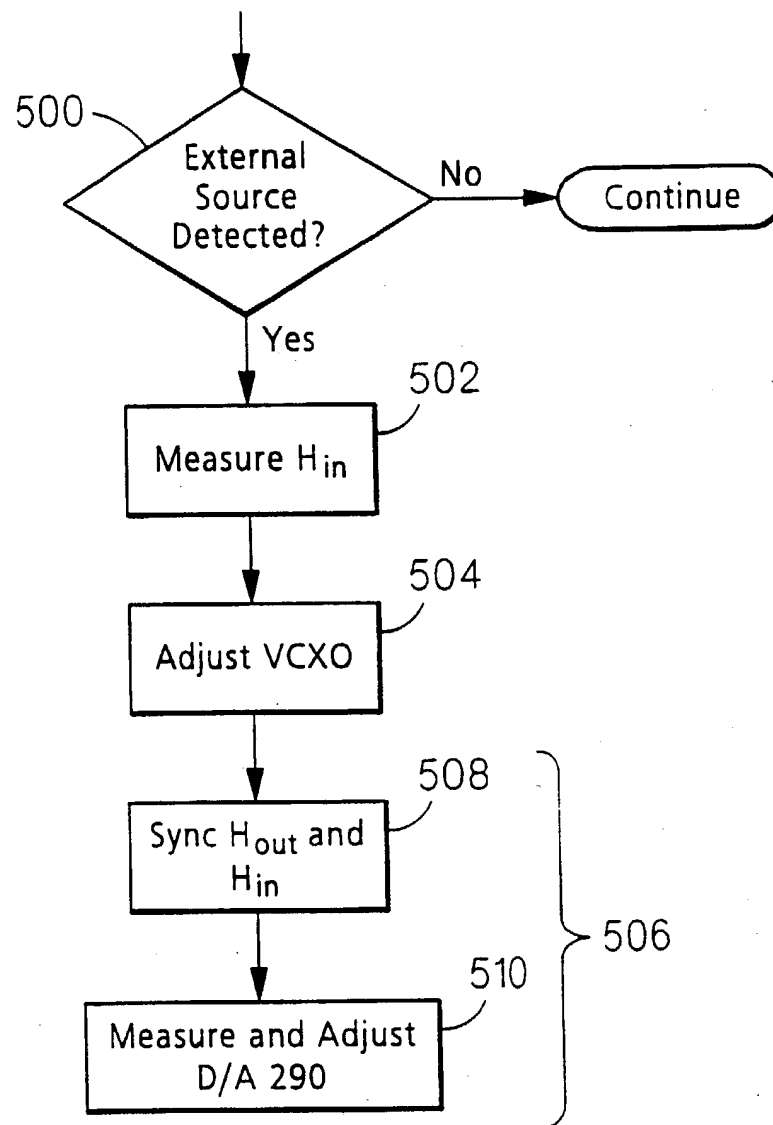 500
External
Source
Detected?
No
Continue
Yes
502
Measure H_in
504
Adjust VCXO
508
Sync H_out and
H_in
506
510
Measure and Adjust
D/A 290